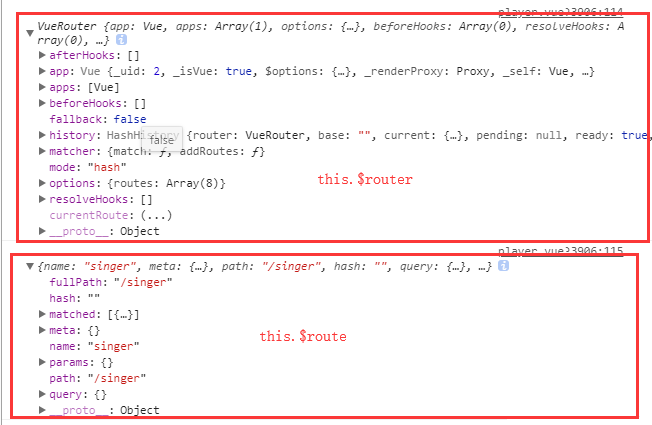 player.vue?3906:114
VueRouter {app: Vue, apps: Array(1), options: {…}, beforeHooks: Array(0), resolveHooks: A
rray(0), …}
afterHooks: []
app: Vue {_uid: 2, _isVue: true, $options: {…}, _renderProxy: Proxy, _self: Vue, …}
apps: [Vue]
beforeHooks: []
fallback: false
history: HashHistory {router: VueRouter, base: "", current: {…}, pending: null, ready: true,
false
matcher: {match: ƒ, addRoutes: ƒ}
mode: "hash"
options: {routes: Array(8)}
this.$router
resolveHooks: []
currentRoute: (...)
__proto__: Object
player.vue?3906:115
{name: "singer", meta: {…}, path: "/singer", hash: "", query: {…}, …}
fullPath: "/singer"
hash: ""
matched: [{…}]
meta: {}
this.$route
name: "singer"
params: {}
path: "/singer"
query: {}
__proto__: Object